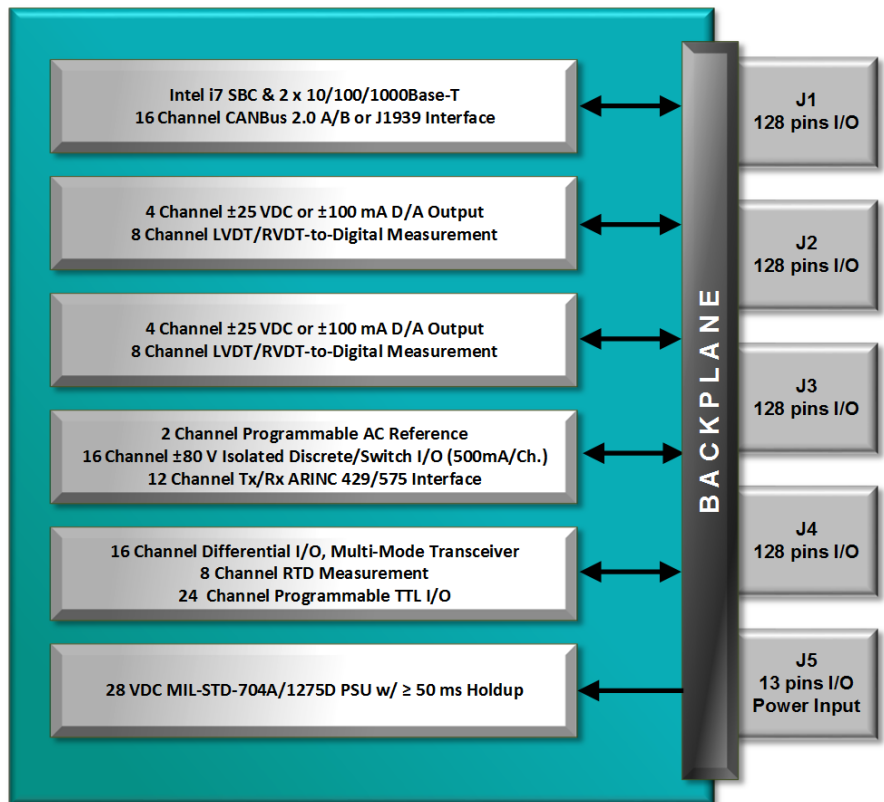 Intel i7 SBC & 2 x 10/100/1000Base-T
16 Channel CANBus 2.0 A/B or J1939 Interface
4 Channel ±25 VDC or ±100 mA D/A Output
8 Channel LVDT/RVDT-to-Digital Measurement
4 Channel ±25 VDC or ±100 mA D/A Output
8 Channel LVDT/RVDT-to-Digital Measurement
2 Channel Programmable AC Reference
16 Channel ±80 V Isolated Discrete/Switch I/O (500mA/Ch.)
12 Channel Tx/Rx ARINC 429/575 Interface
16 Channel Differential I/O, Multi-Mode Transceiver
8 Channel RTD Measurement
24 Channel Programmable TTL I/O
28 VDC MIL-STD-704A/1275D PSU w/ ≥ 50 ms Holdup
BACKPLANE
J1
128 pins I/O
J2
128 pins I/O
J3
128 pins I/O
J4
128 pins I/O
J5
13 pins I/O
Power Input